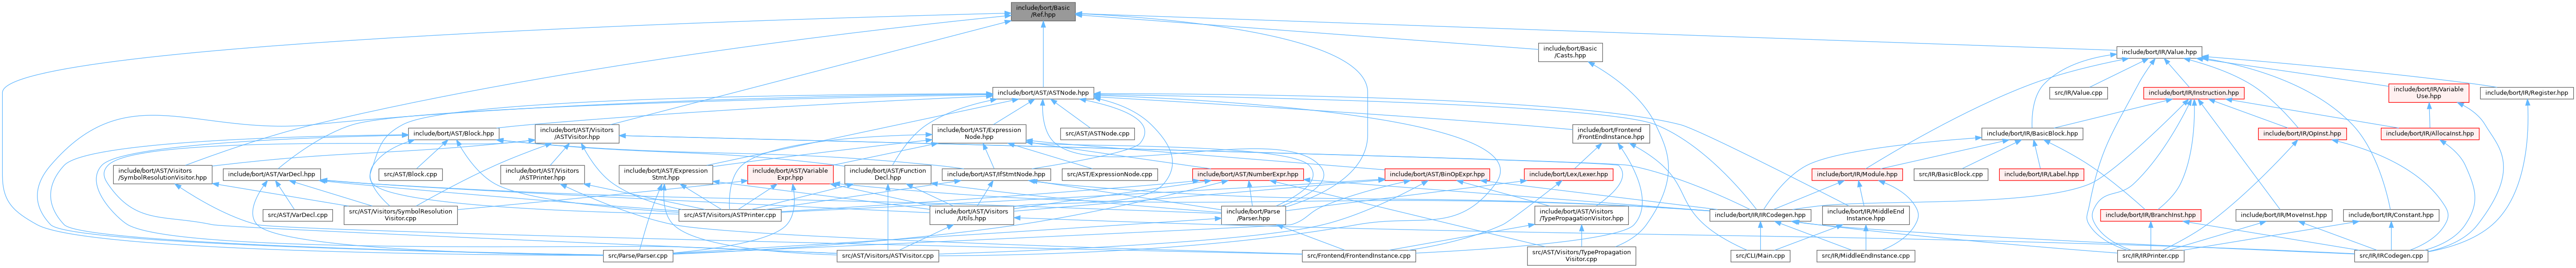 include/bort/Basic
/Ref.hpp
include/bort/Basic
/Casts.hpp
include/bort/IR/Value.hpp
include/bort/AST/ASTNode.hpp
src/IR/Value.cpp
include/bort/IR/Instruction.hpp
include/bort/IR/Variable
Use.hpp
include/bort/IR/Register.hpp
include/bort/AST/Block.hpp
include/bort/AST/Visitors
/ASTVisitor.hpp
include/bort/AST/Expression
Node.hpp
src/AST/ASTNode.cpp
include/bort/Frontend
/FrontEndInstance.hpp
include/bort/IR/BasicBlock.hpp
include/bort/IR/OpInst.hpp
include/bort/IR/AllocaInst.hpp
include/bort/AST/Visitors
/SymbolResolutionVisitor.hpp
include/bort/AST/VarDecl.hpp
src/AST/Block.cpp
include/bort/AST/Visitors
/ASTPrinter.hpp
include/bort/AST/Expression
Stmt.hpp
include/bort/AST/Variable
Expr.hpp
include/bort/AST/Function
Decl.hpp
include/bort/AST/IfStmtNode.hpp
src/AST/ExpressionNode.cpp
include/bort/AST/NumberExpr.hpp
include/bort/AST/BinOpExpr.hpp
include/bort/Lex/Lexer.hpp
include/bort/IR/Module.hpp
src/IR/BasicBlock.cpp
include/bort/IR/Label.hpp
src/AST/VarDecl.cpp
src/AST/Visitors/SymbolResolution
Visitor.cpp
src/AST/Visitors/ASTPrinter.cpp
include/bort/AST/Visitors
/Utils.hpp
include/bort/Parse
/Parser.hpp
include/bort/AST/Visitors
/TypePropagationVisitor.hpp
include/bort/IR/IRCodegen.hpp
include/bort/IR/MiddleEnd
Instance.hpp
include/bort/IR/BranchInst.hpp
include/bort/IR/MoveInst.hpp
include/bort/IR/Constant.hpp
src/Parse/Parser.cpp
src/AST/Visitors/ASTVisitor.cpp
src/Frontend/FrontendInstance.cpp
src/AST/Visitors/TypePropagation
Visitor.cpp
src/CLI/Main.cpp
src/IR/MiddleEndInstance.cpp
src/IR/IRPrinter.cpp
src/IR/IRCodegen.cpp